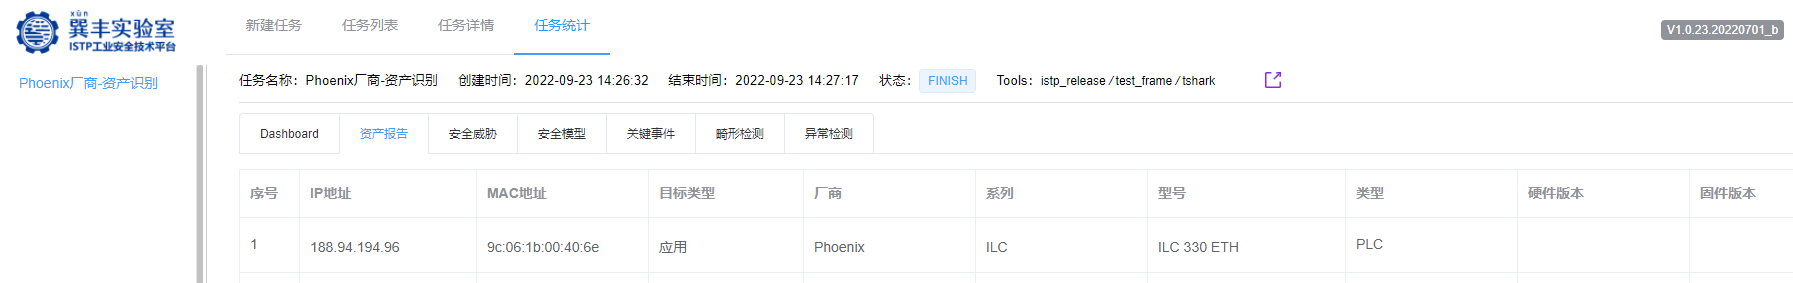 xùn
巽丰实验室
ISTP工业安全技术平台
新建任务 任务列表 任务详情 任务统计
V1.0.23.20220701_b
Phoenix厂商-资产识别
任务名称：Phoenix厂商-资产识别 创建时间：2022-09-23 14:26:32 结束时间：2022-09-23 14:27:17 状态： FINISH Tools：istp_release / test_frame / tshark
Dashboard 资产报告 安全威胁 安全模型 关键事件 畸形检测 异常检测
序号 IP地址 MAC地址 目标类型 厂商 系列 型号 类型 硬件版本 固件版本
1 188.94.194.96 9c:06:1b:00:40:6e 应用 Phoenix ILC ILC 330 ETH PLC